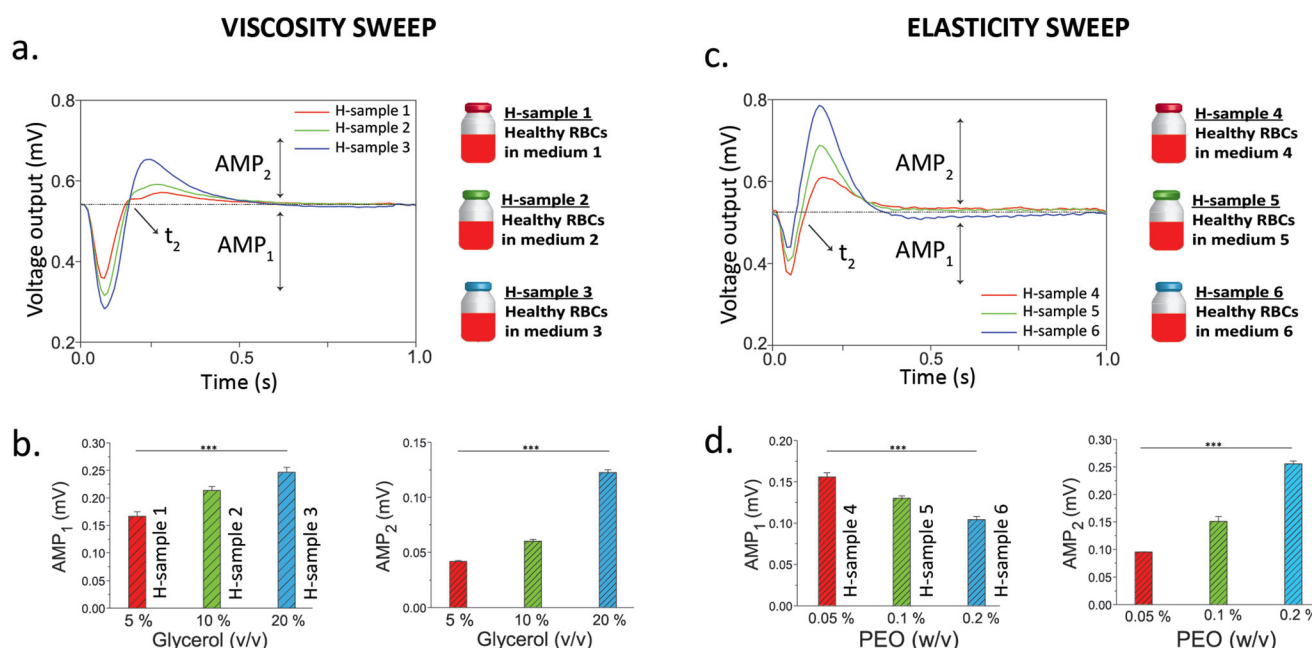 VISCOSITY SWEEP
a.
0.8
0.6
0.4
0.2
Voltage output (mV)
H-sample 1
H-sample 2
H-sample 3
AMP2
AMP1
t2
0.0
0.5
1.0
Time (s)
H-sample 1
Healthy RBCs
in medium 1
H-sample 2
Healthy RBCs
in medium 2
H-sample 3
Healthy RBCs
in medium 3
b.
0.30
0.25
0.20
0.15
0.10
0.05
0.00
AMP1 (mV)
***
H-sample 1
H-sample 2
H-sample 3
5 %
10 %
20 %
Glycerol (v/v)
0.15
0.10
0.05
0.00
AMP2 (mV)
***
5 %
10 %
20 %
Glycerol (v/v)
ELASTICITY SWEEP
c.
0.8
0.6
0.4
0.2
Voltage output (mV)
AMP2
AMP1
t2
H-sample 4
H-sample 5
H-sample 6
0.0
0.5
1.0
Time (s)
H-sample 4
Healthy RBCs
in medium 4
H-sample 5
Healthy RBCs
in medium 5
H-sample 6
Healthy RBCs
in medium 6
d.
0.20
0.15
0.10
0.05
0.00
AMP1 (mV)
***
H-sample 4
H-sample 5
H-sample 6
0.05 %
0.1 %
0.2 %
PEO (w/v)
0.30
0.25
0.20
0.15
0.10
0.05
0.00
AMP2 (mV)
***
0.05 %
0.1 %
0.2 %
PEO (w/v)